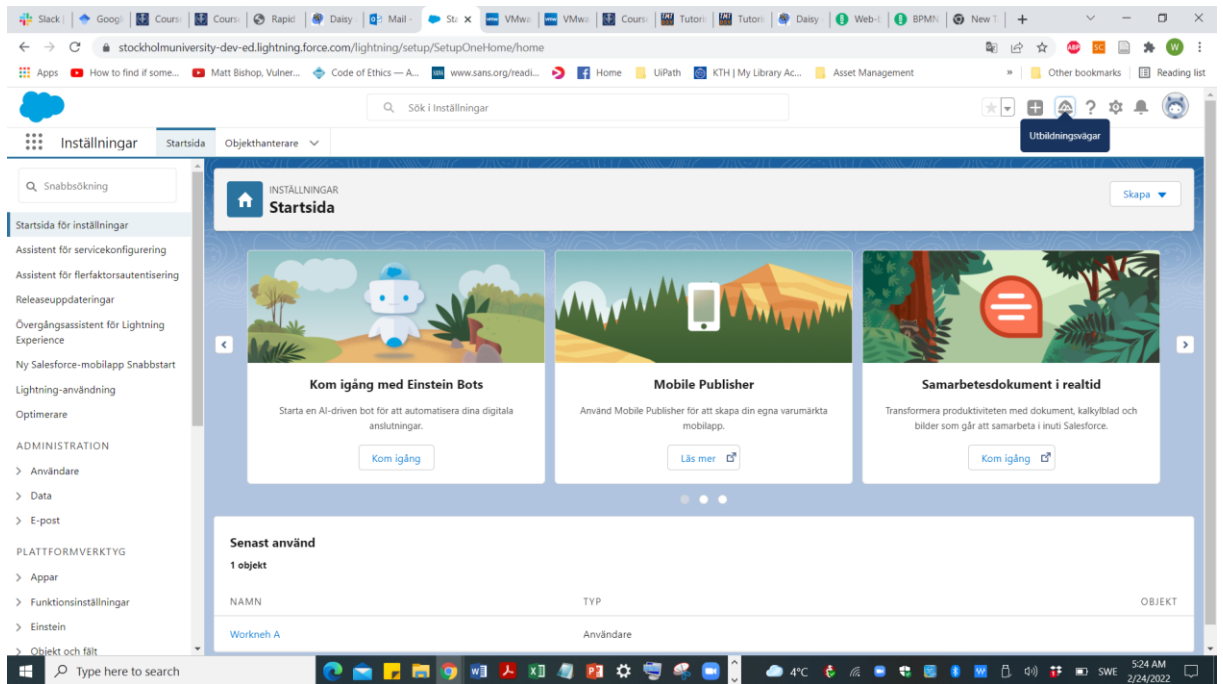 Slack |
Googl
Course
Cours
Rapid
Daisy
Mail -
Sta
VMwa
VMwa
Cours
Tutori
Tutori
Daisy -
Web-b
BPMN
New T
stockholmuniversity-dev-ed.lightning.force.com/lightning/setup/SetupOneHome/home
Apps
How to find if some...
Matt Bishop, Vulner...
Code of Ethics — A...
www.sans.org/readi...
Home
UiPath
KTH | My Library Ac...
Asset Management
»
Other bookmarks
Reading list
Sök i Inställningar
Utbildningsvägar
Inställningar
Startsida
Objekthanterare
Snabbsökning
Startsida för inställningar
Assistent för servicekonfigurering
Assistent för flerfaktorsautentisering
Releaseuppdateringar
Övergångsassistent för Lightning
Experience
Ny Salesforce-mobilapp Snabbstart
Lightning-användning
Optimerare
ADMINISTRATION
Användare
Data
E-post
PLATTFORMVERKTYG
Appar
Funktionsinställningar
Einstein
Objekt och fält
INSTÄLLNINGAR
Startsida
Skapa
Kom igång med Einstein Bots
Starta en AI-driven bot för att automatisera dina digitala
anslutningar.
Kom igång
Mobile Publisher
Använd Mobile Publisher för att skapa din egna varumärkta
mobilapp.
Läs mer
Samarbetesdokument i realtid
Transformera produktiviteten med dokument, kalkylblad och
bilder som går att samarbeta i inuti Salesforce.
Kom igång
Senast använd
1 objekt
NAMN
TYP
OBJEKT
Workneh A
Användare
Type here to search
4°C
SWE
5:24 AM
2/24/2022